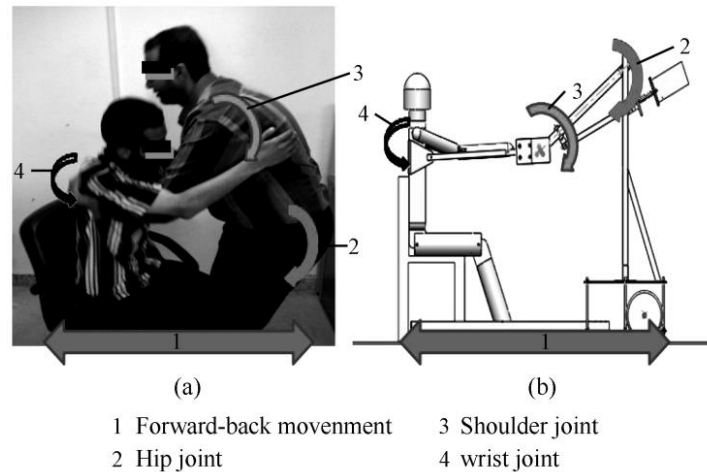 3
4
2
1
(a)
2
3
4
1
(b)
1 Forward-back movenment
2 Hip joint
3 Shoulder joint
4 wrist joint